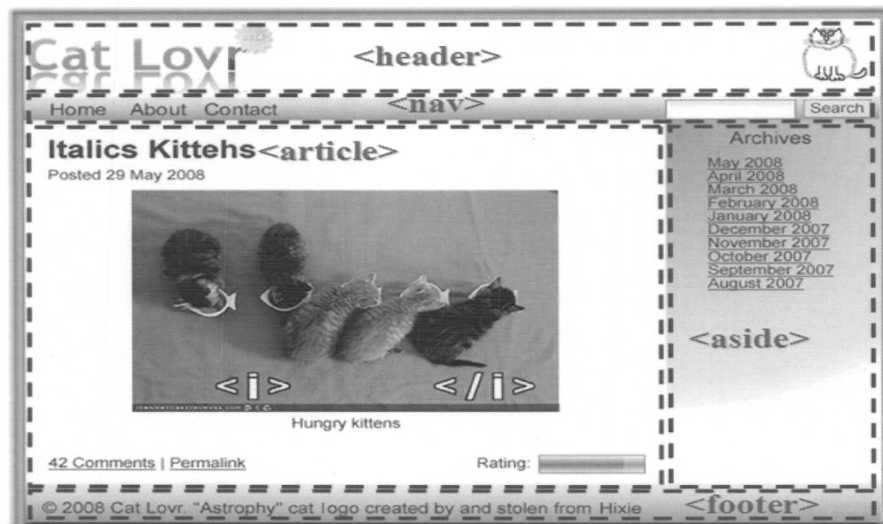 Cat Lovr
<header>
Home About Contact
<nav>
Search
Italics Kittehs
<article>
Posted 29 May 2008
<i> </i>
Hungry kittens
42 Comments | Permalink
Rating:
Archives
May 2008
April 2008
March 2008
February 2008
January 2008
December 2007
November 2007
October 2007
September 2007
August 2007
<aside>
© 2008 Cat Lovr. "Astrophy" cat logo created by and stolen from Hixie
<footer>